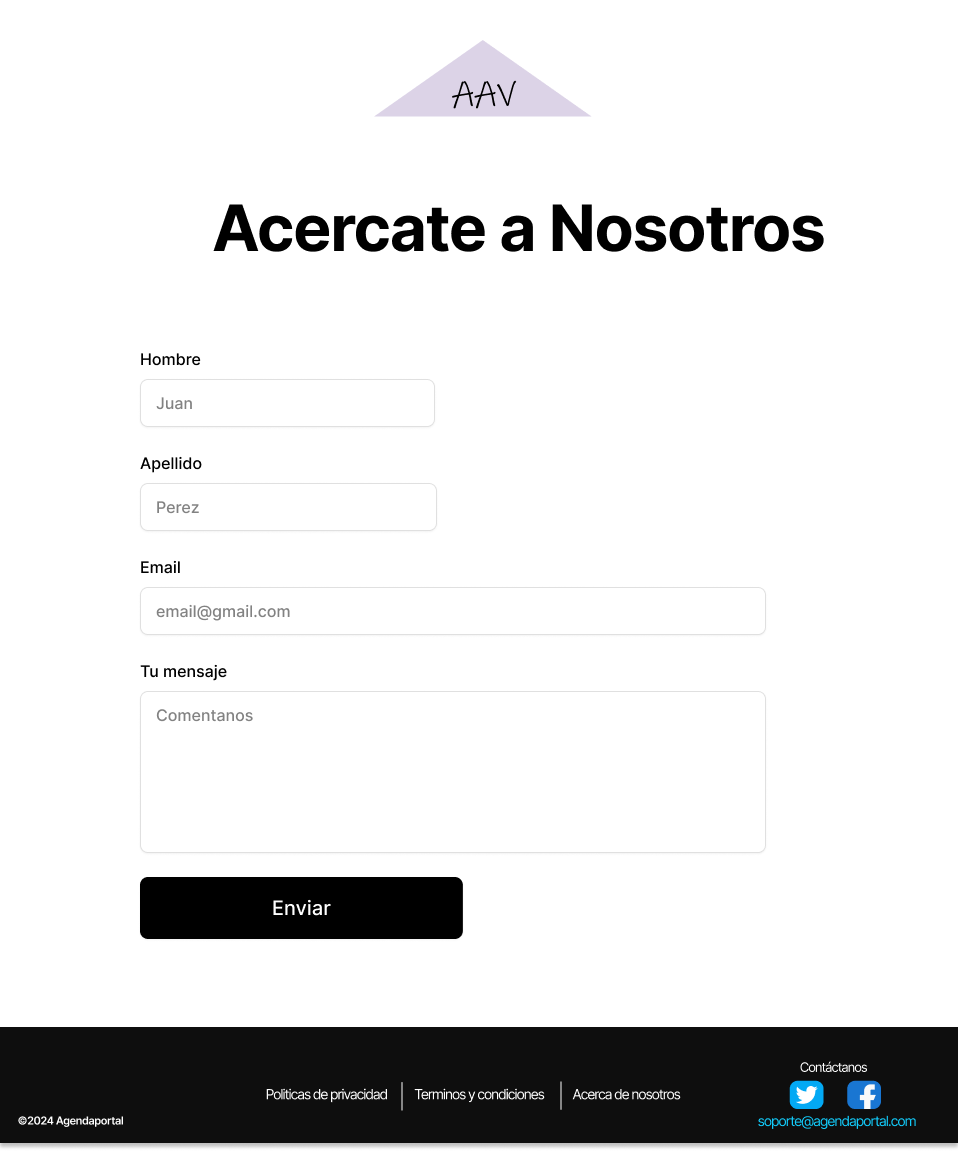 AAV
Acercate a Nosotros
Hombre
Juan
Apellido
Perez
Email
email@gmail.com
Tu mensaje
Comentanos
Enviar
Contáctanos
Politicas de privacidad
Terminos y condiciones
Acerca de nosotros
©2024 Agendaportal
soporte@agendaportal.com